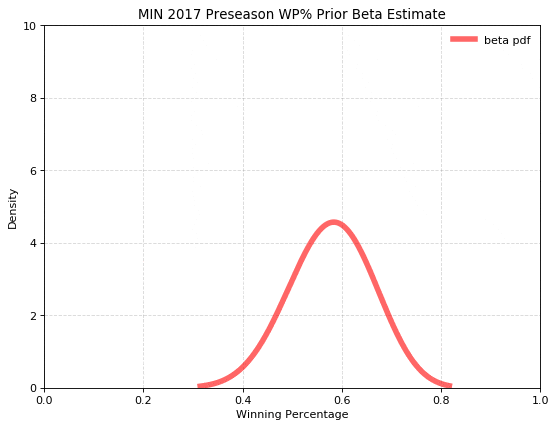 MIN 2017 Preseason WP% Prior Beta Estimate
beta pdf
10
8
6
4
2
0
Density
0.0 0.2 0.4 0.6 0.8 1.0
Winning Percentage